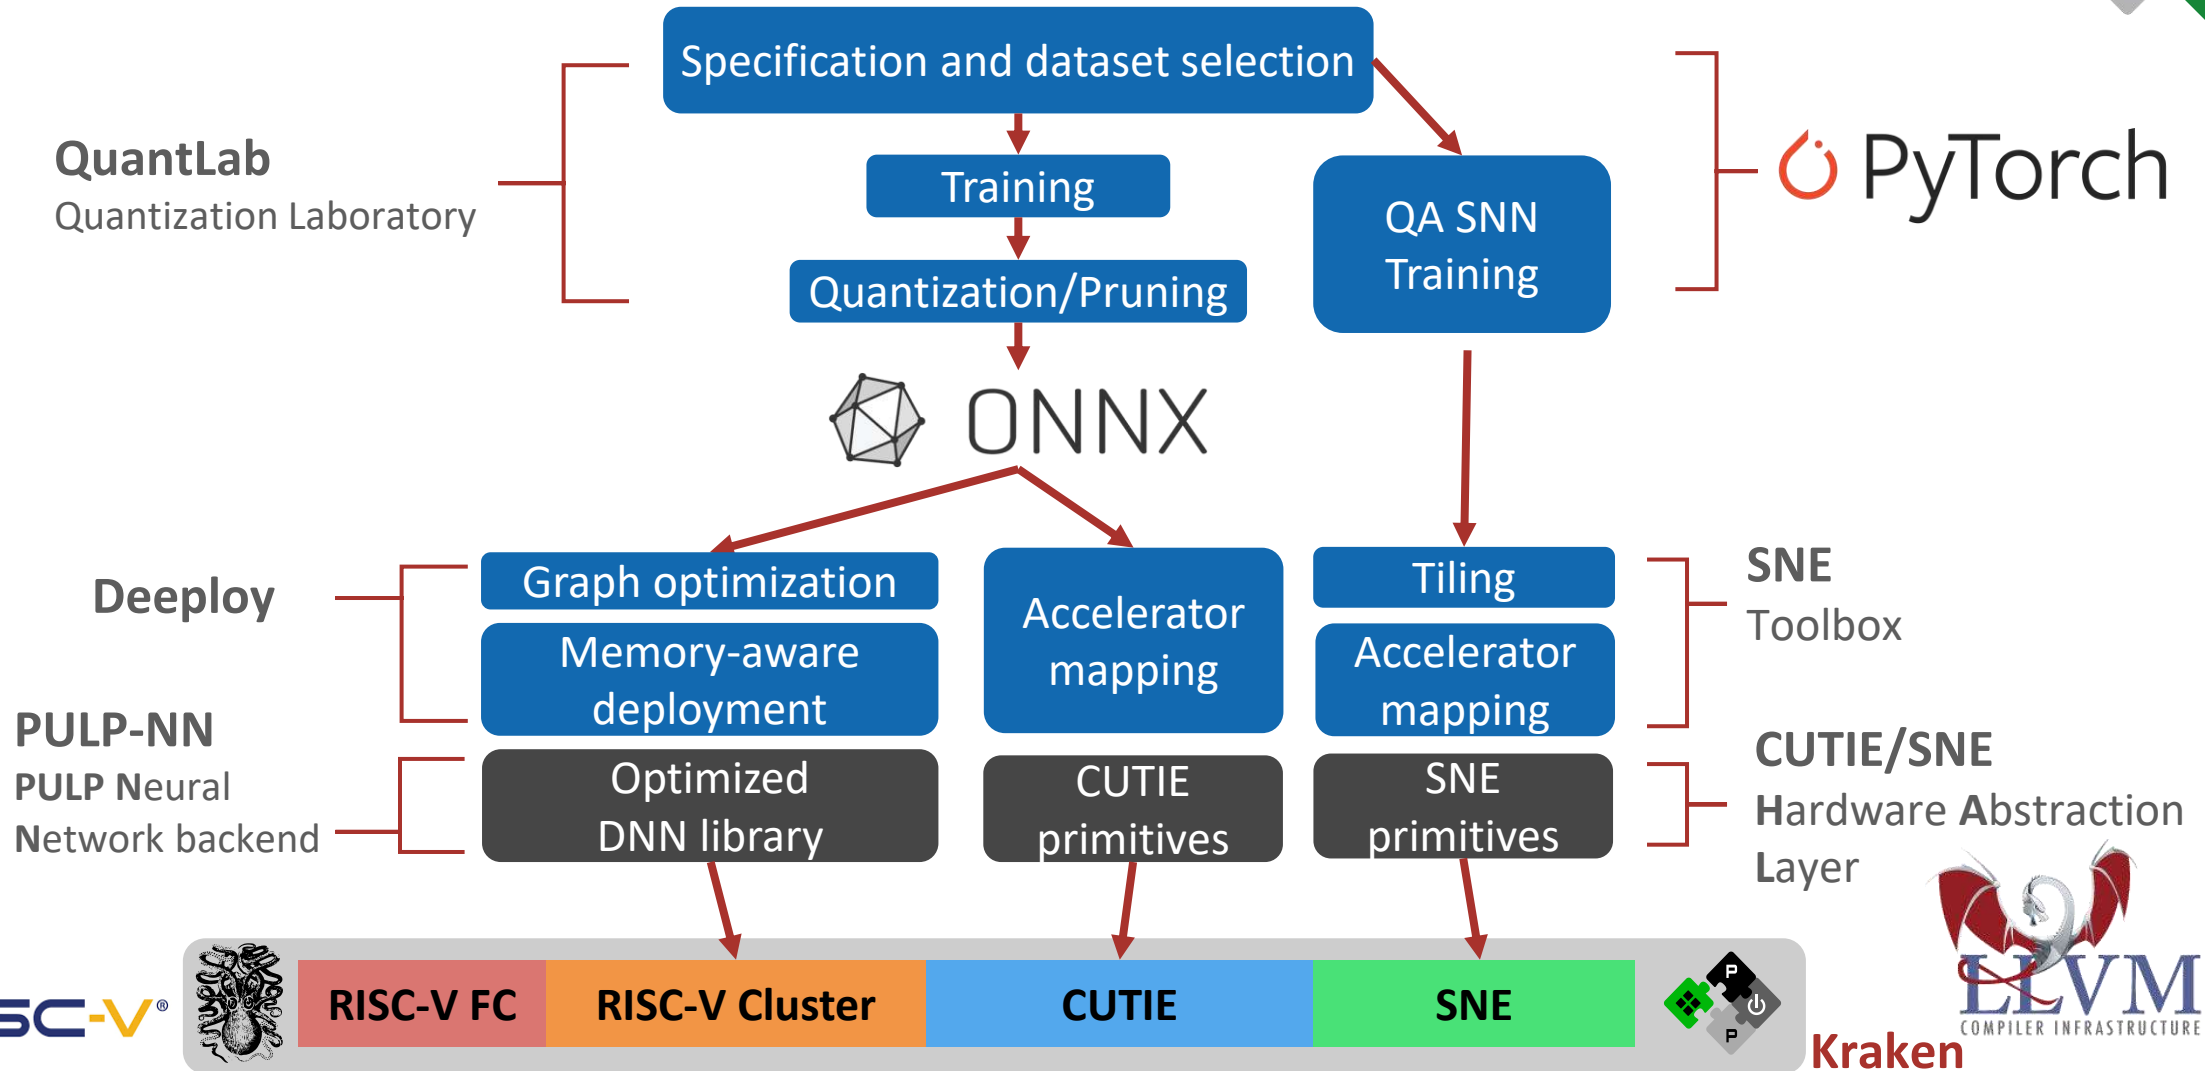 Specification and dataset selection
QuantLab
Quantization Laboratory
Training
Quantization/Pruning
QA SNN
Training
PyTorch
ONNX
Deeploy
Graph optimization
Memory-aware
deployment
Accelerator
mapping
Tiling
Accelerator
mapping
SNE
Toolbox
PULP-NN
PULP Neural
Network backend
Optimized
DNN library
CUTIE
primitives
SNE
primitives
CUTIE/SNE
Hardware Abstraction
Layer
SC-V®
RISC-V FC
RISC-V Cluster
CUTIE
SNE
P
P
Kraken
LLVM
COMPILER INFRASTRUCTURE